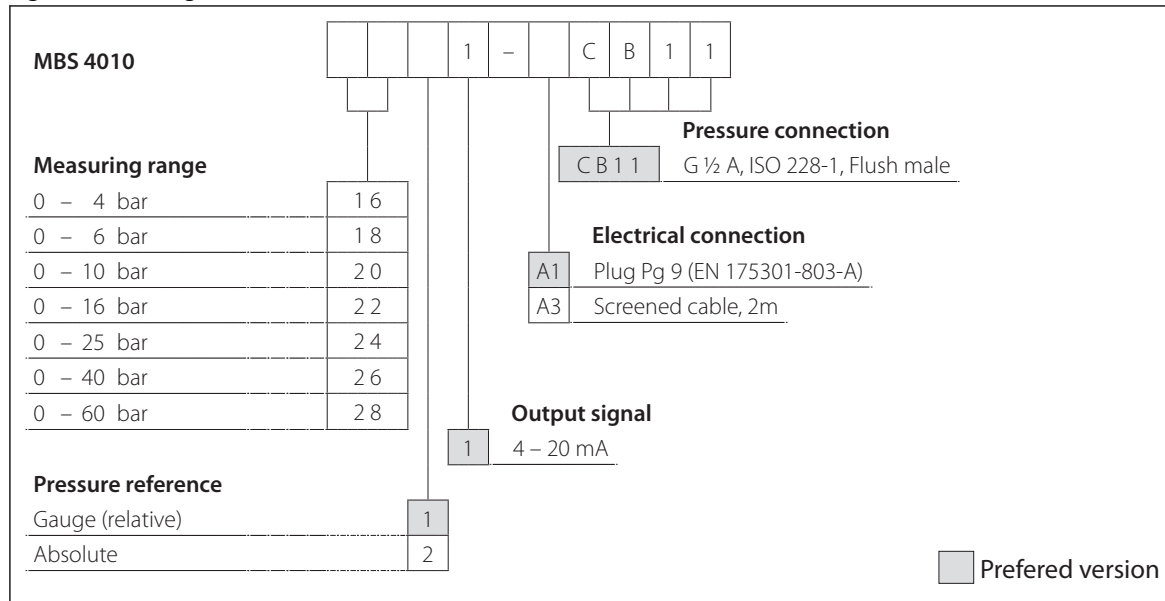 MBS 4010 1 – C B 1 1
Pressure connection
C B 1 1 G ½ A, ISO 228-1, Flush male
Measuring range
0 – 4 bar 1 6
0 – 6 bar 1 8
0 – 10 bar 2 0
0 – 16 bar 2 2
0 – 25 bar 2 4
0 – 40 bar 2 6
0 – 60 bar 2 8
Electrical connection
A1 Plug Pg 9 (EN 175301-803-A)
A3 Screened cable, 2m
Output signal
1 4 – 20 mA
Pressure reference
Gauge (relative) 1
Absolute 2
Prefered version